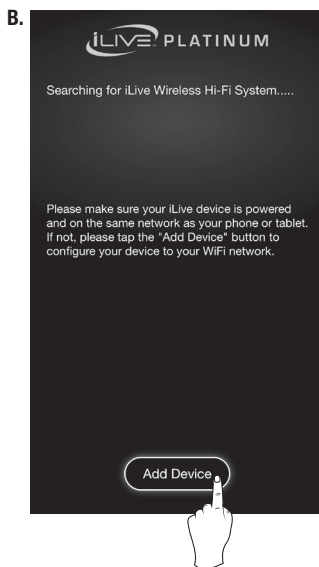 B.
iLIVE PLATINUM
Searching for iLive Wireless Hi-Fi System.....
Please make sure your iLive device is powered
and on the same network as your phone or tablet.
If not, please tap the "Add Device" button to
configure your device to your WiFi network.
Add Device